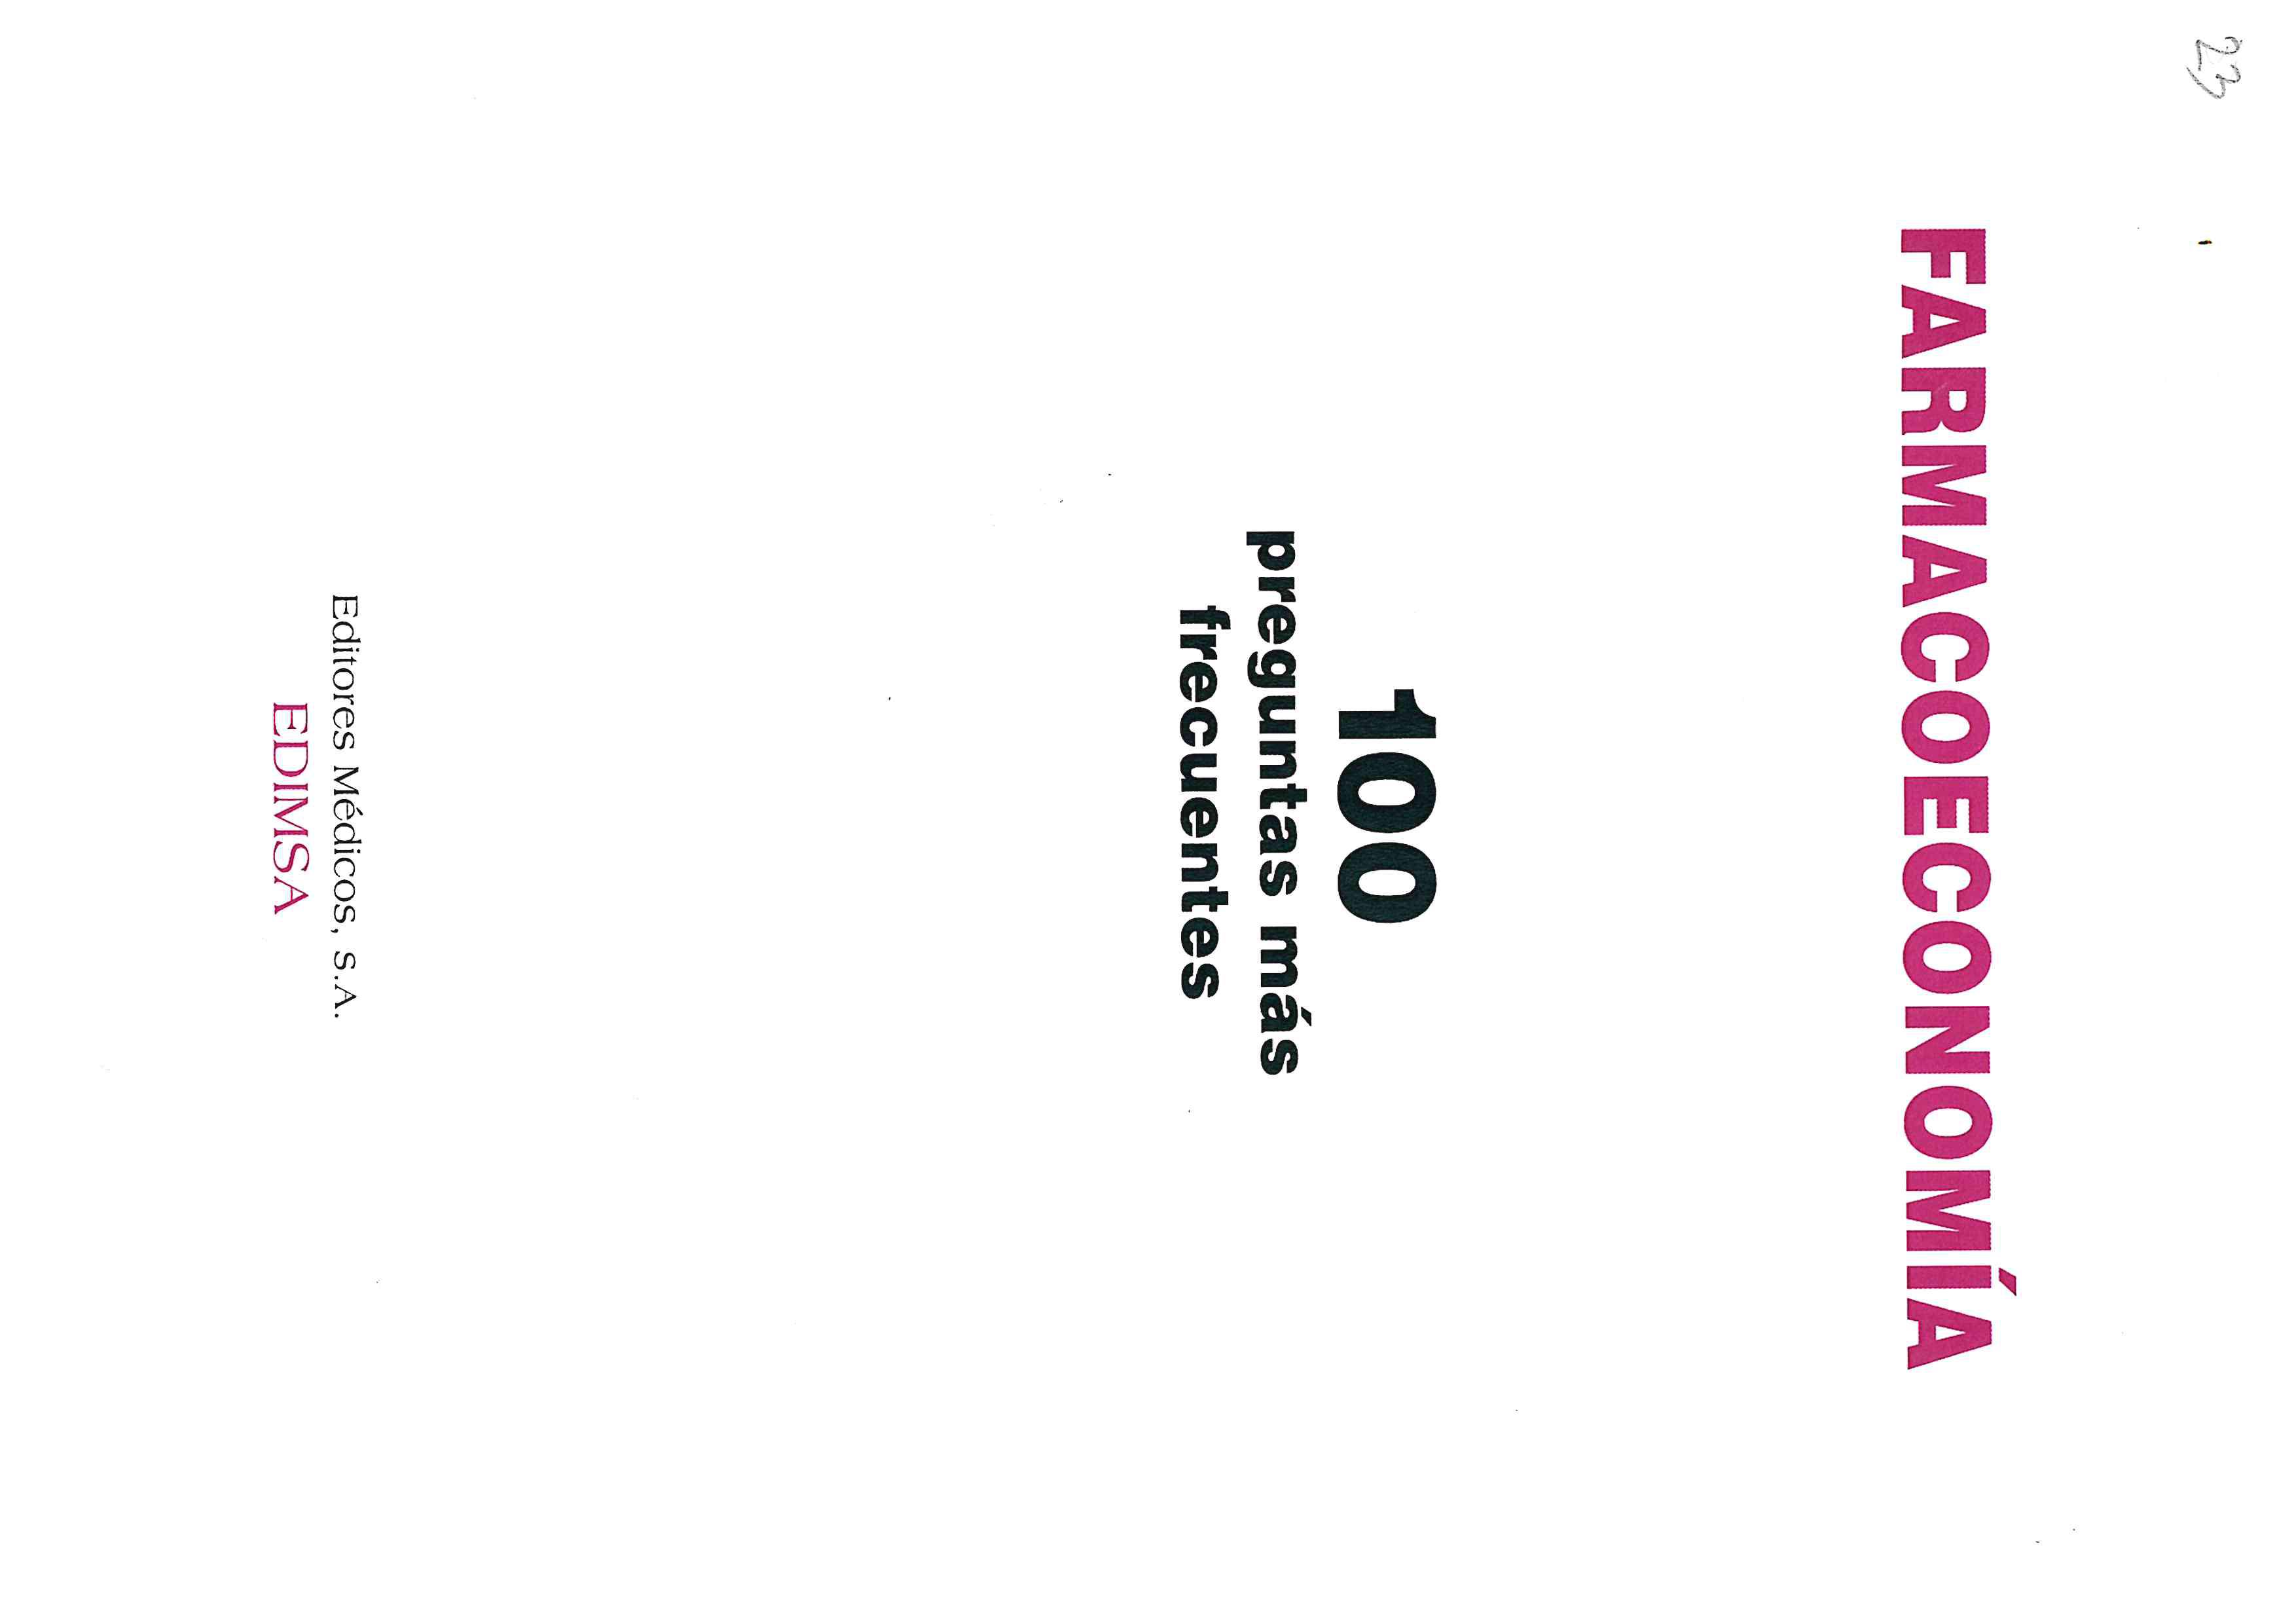 23
FARMACOECONOMÍA
100
preguntas más
frecuentes
Editores Médicos, S.A.
EDIMSA